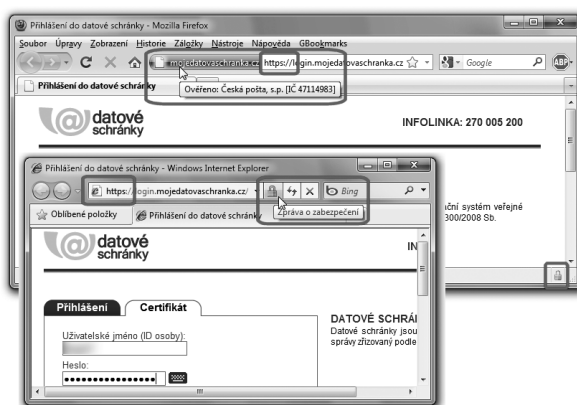 Přihlášení do datové schránky - Mozilla Firefox
Soubor Úpravy Zobrazení Historie Záložky Nástroje Nápověda GBookmarks
mojedatovaschranka.cz https://login.mojedatovaschranka.cz Google ABP
Přihlášení do datové schránky
Ověřeno: Česká pošta, s.p. [IČ 47114983]
datové
schránky
INFOLINKA: 270 005 200
Přihlášení do datové schránky - Windows Internet Explorer
https://login.mojedatovaschranka.cz/ Bing
Oblíbené položky Přihlášení do datové schránky
Zpráva o zabezpečení
ační systém veřejné
300/2008 Sb.
datové
schránky
IN
Přihlášení Certifikát
Uživatelské jméno (ID osoby):
Heslo:
DATOVÉ SCHRÁ
Datové schránky jsou
správy zřizovaný podle